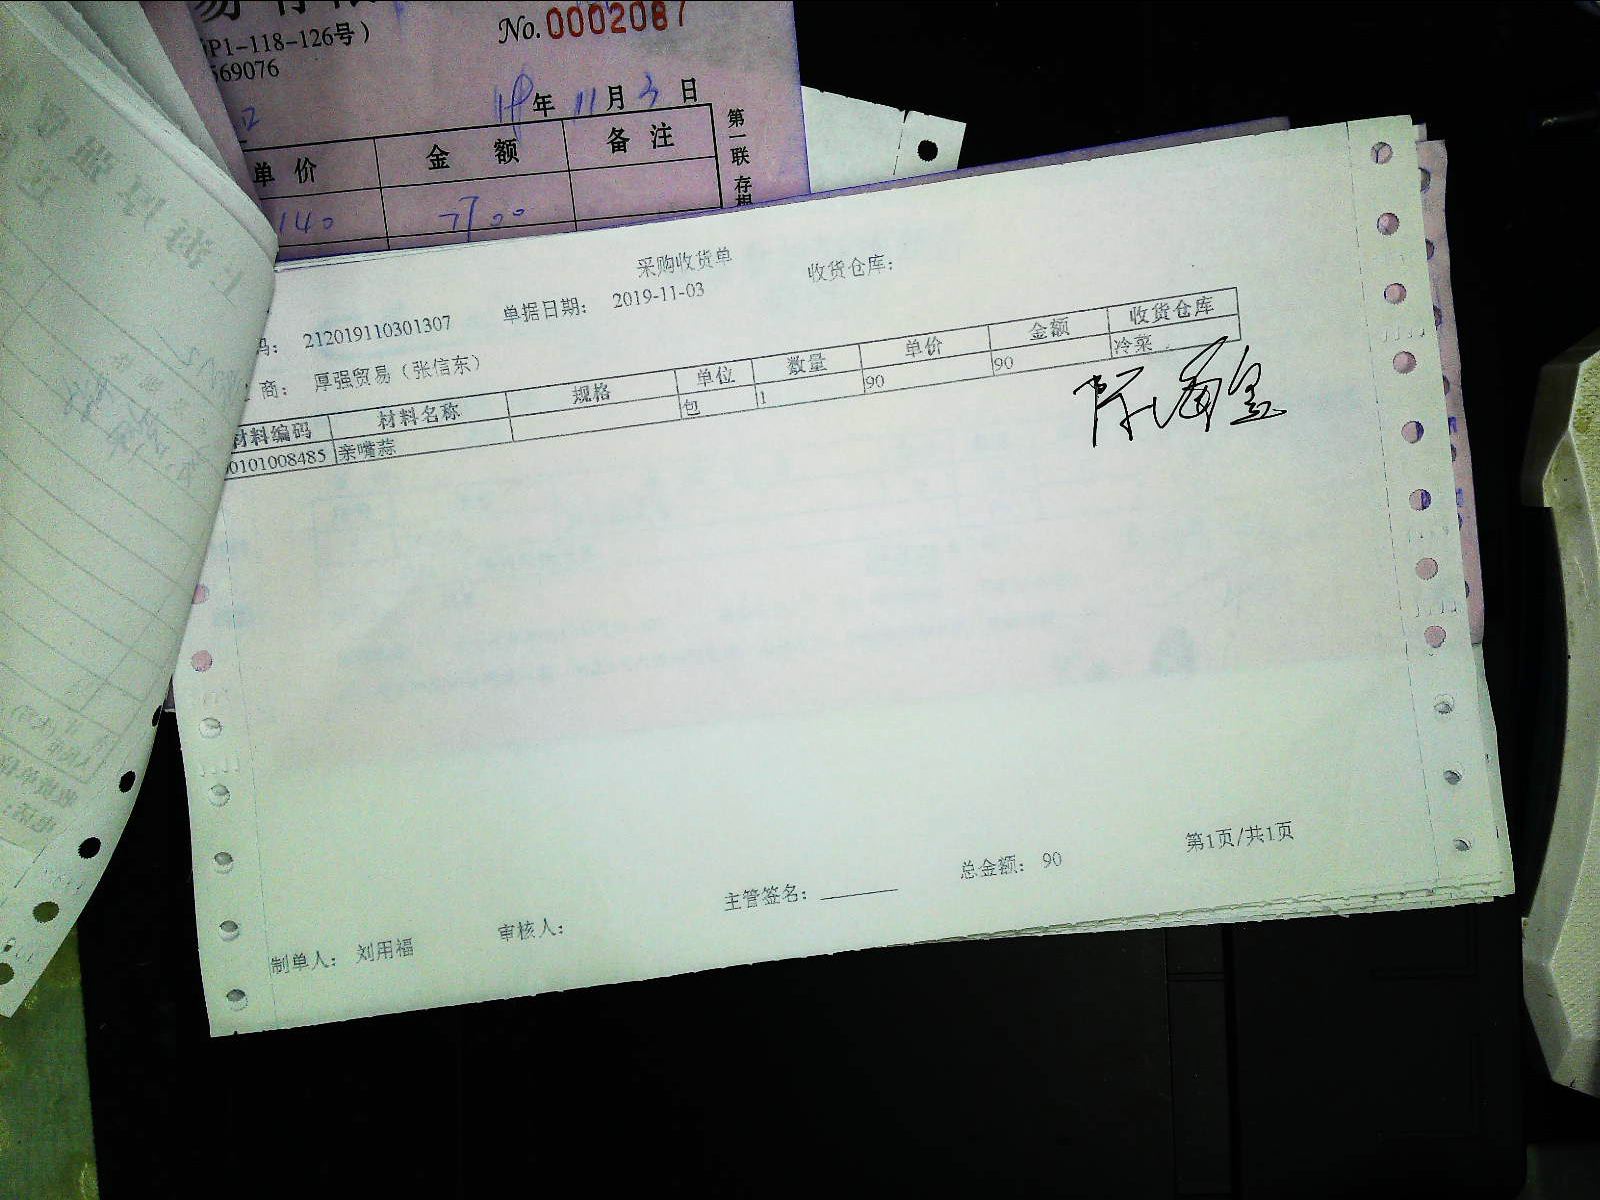 No.0002087
P1-118-126号）
569076
19年 11月 3日
单价 金额 备注
140 7700
第一联 存根
采购收货单
212019110301307 单据日期： 2019-11-03 收货仓库：
商： 厚强贸易（张信东）
材料编码 材料名称 规格 单位 数量 单价 金额 收货仓库
0101008485 亲嘴蒜 包 1 90 90 冷菜
制单人： 刘用福 审核人： 主管签名： 总金额： 90 第1页/共1页